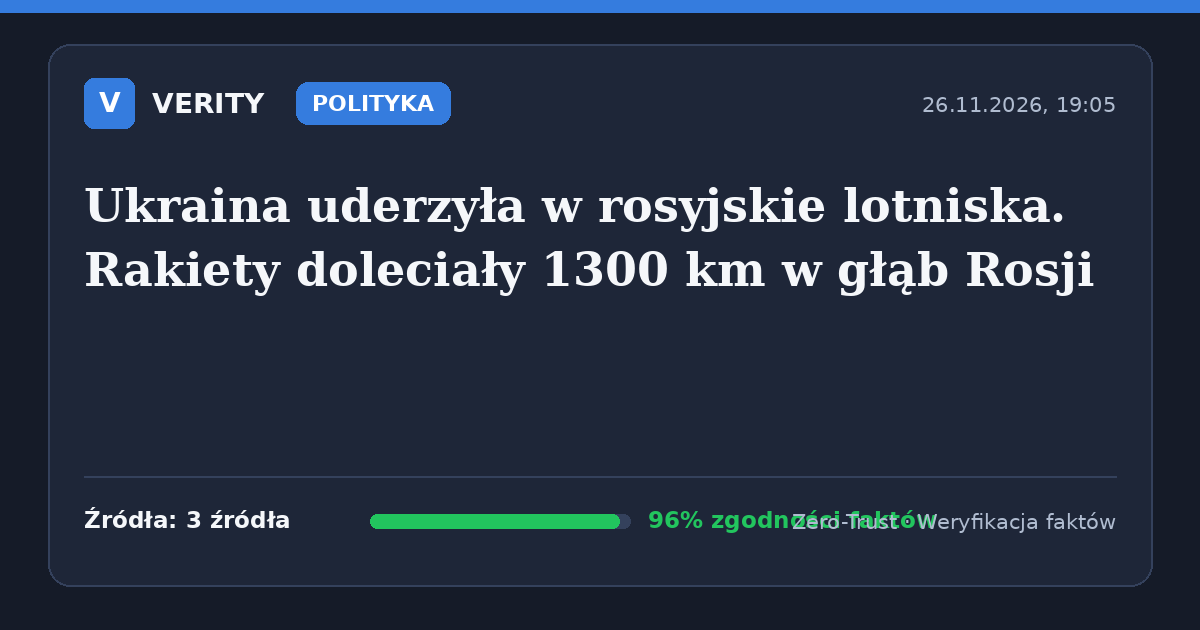 V VERITY POLITYKA 26.11.2026, 19:05
Ukraina uderzyła w rosyjskie lotniska.
Rakiety doleciały 1300 km w głąb Rosji
Źródła: 3 źródła 96% zgodności faktów Zero-Trust · Weryfikacja faktów